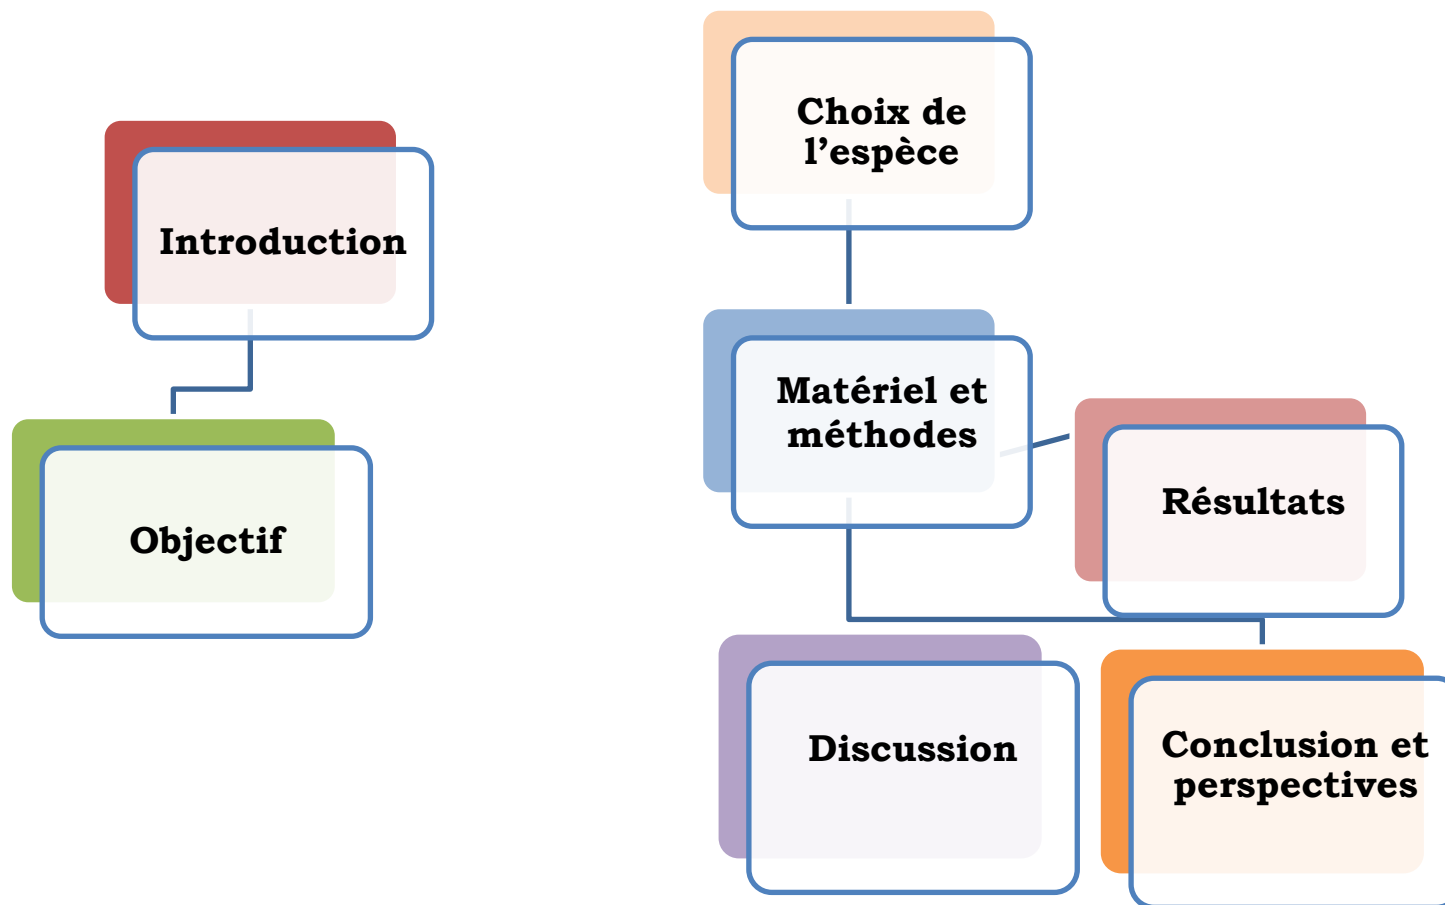 Introduction
Objectif
Choix de
l’espèce
Matériel et
méthodes
Résultats
Discussion
Conclusion et
perspectives